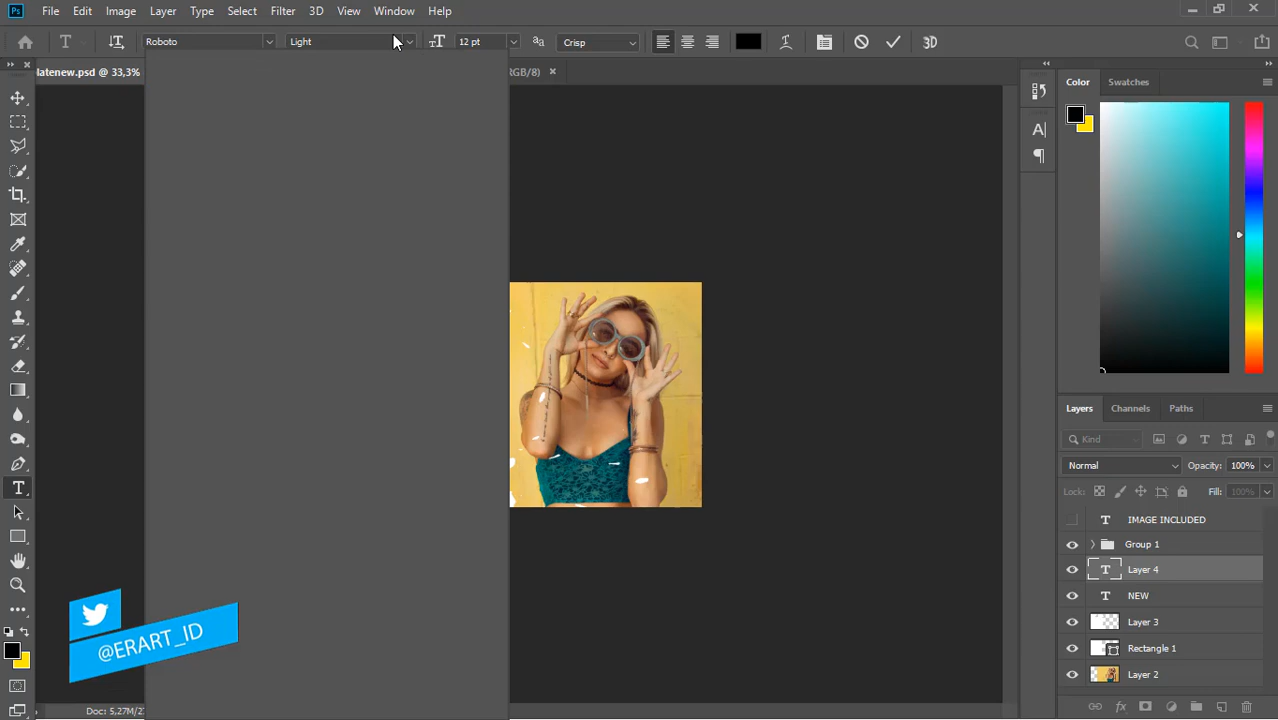 Ps File Edit Image Layer Type Select Filter 3D View Window Help
T Roboto Light 12 pt Crisp 3D
latenew.psd @ 33,3% RGB/8) ×
Color Swatches
A
Layers Channels Paths
Kind
Normal Opacity: 100%
Lock: Fill: 100%
T IMAGE INCLUDED
Group 1
T Layer 4
T NEW
Layer 3
Rectangle 1
Layer 2
@ERART_ID
Doc: 5,27M/2